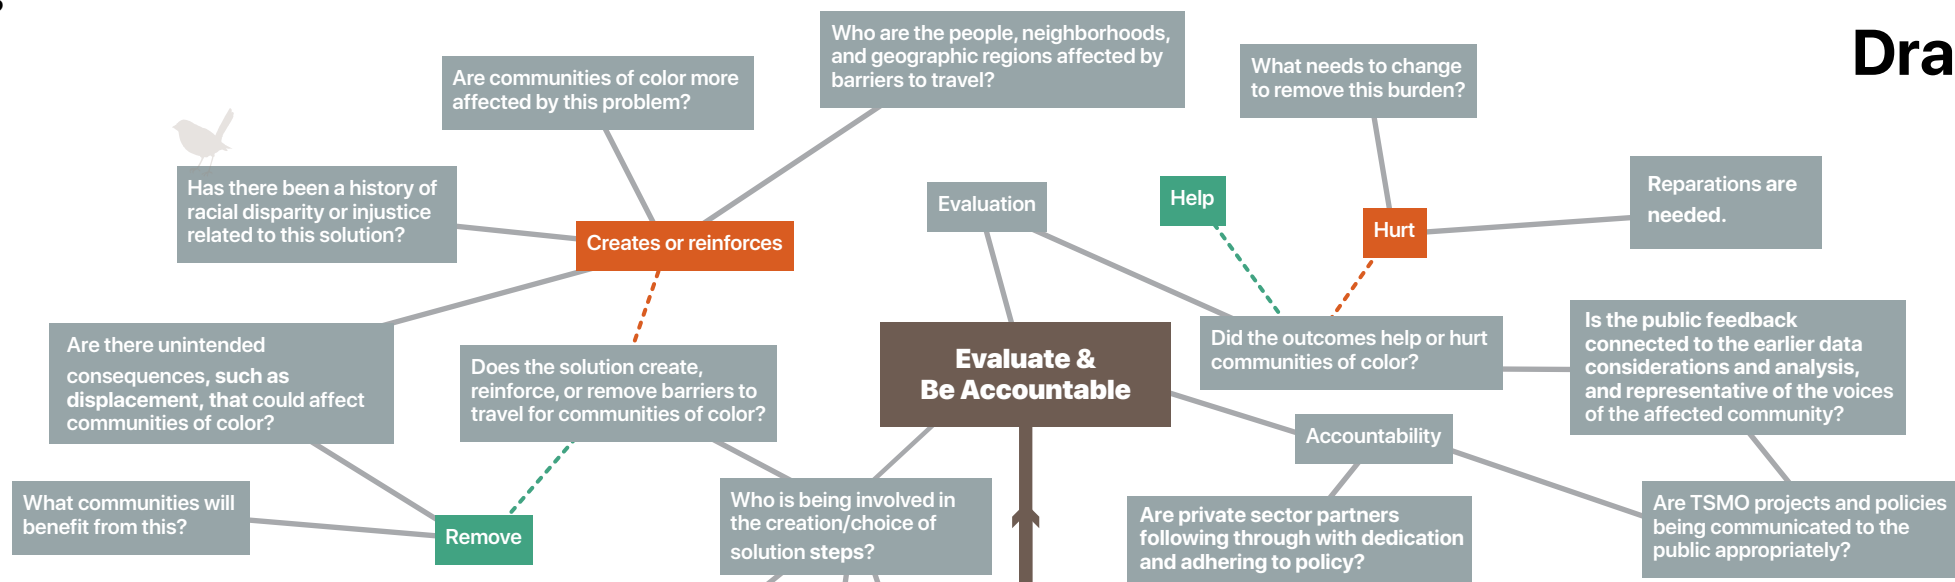 Dra
Who are the people, neighborhoods,
and geographic regions affected by
barriers to travel?
Are communities of color more
affected by this problem?
What needs to change
to remove this burden?
Has there been a history of
racial disparity or injustice
related to this solution?
Creates or reinforces
Evaluation
Help
Hurt
Reparations are
needed.
Are there unintended
consequences, such as
displacement, that could affect
communities of color?
Does the solution create,
reinforce, or remove barriers to
travel for communities of color?
Evaluate &
Be Accountable
Did the outcomes help or hurt
communities of color?
Is the public feedback
connected to the earlier data
considerations and analysis,
and representative of the voices
of the affected community?
Accountability
What communities will
benefit from this?
Remove
Who is being involved in
the creation/choice of
solution steps?
Are private sector partners
following through with dedication
and adhering to policy?
Are TSMO projects and policies
being communicated to the
public appropriately?